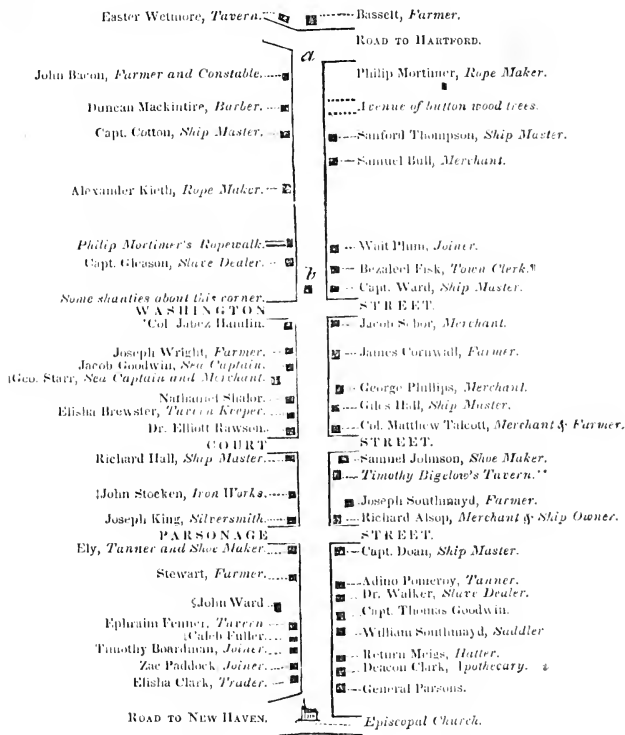 Easter Wetmore, Tavern.
Bassett, Farmer.
ROAD TO HARTFORD.
a
John Bacon, Farmer and Constable.
Philip Mortimer, Rope Maker.
Duncan Mackintire, Barber.
Avenue of button wood trees.
Capt. Cotton, Ship Master.
Sanford Thompson, Ship Master.
Samuel Bull, Merchant.
Alexander Kieth, Rope Maker.
Philip Mortimer's Ropewalk.
Wait Plum, Joiner.
Capt. Gleason, Slave Dealer.
Bezaleel Fisk, Town Clerk.¶
b
Capt. Ward, Ship Master.
Some shanties about this corner.
WASHINGTON STREET.
*Col Jabez Hamlin.
Jacob Sebor, Merchant.
Joseph Wright, Farmer.
James Cornwall, Farmer.
Jacob Goodwin, Sea Captain.
†Geo. Starr, Sea Captain and Merchant.
George Phillips, Merchant.
Nathaniel Shalor.
Giles Hall, Ship Master.
Elisha Brewster, Tavern Keeper.
Dr. Elliott Rawson.
Col. Matthew Talcott, Merchant & Farmer.
COURT STREET.
Richard Hall, Ship Master.
Samuel Johnson, Shoe Maker.
Timothy Bigelow's Tavern.**
‡John Stocken, Iron Works.
Joseph Southmayd, Farmer.
Joseph King, Silversmith.
Richard Alsop, Merchant & Ship Owner.
PARSONAGE STREET.
Ely, Tanner and Shoe Maker.
Capt. Doan, Ship Master.
Stewart, Farmer.
Adino Pomeroy, Tanner.
Dr. Walker, Slave Dealer.
§John Ward
Capt. Thomas Goodwin.
Ephraim Fenner, Tavern
William Southmayd, Saddler
Caleb Fuller.
Timothy Boardman, Joiner.
Return Meigs, Hatter.
Zac Paddock, Joiner.
Deacon Clark, Apothecary.
Elisha Clark, Trader.
General Parsons.
ROAD TO NEW HAVEN.
Episcopal Church.